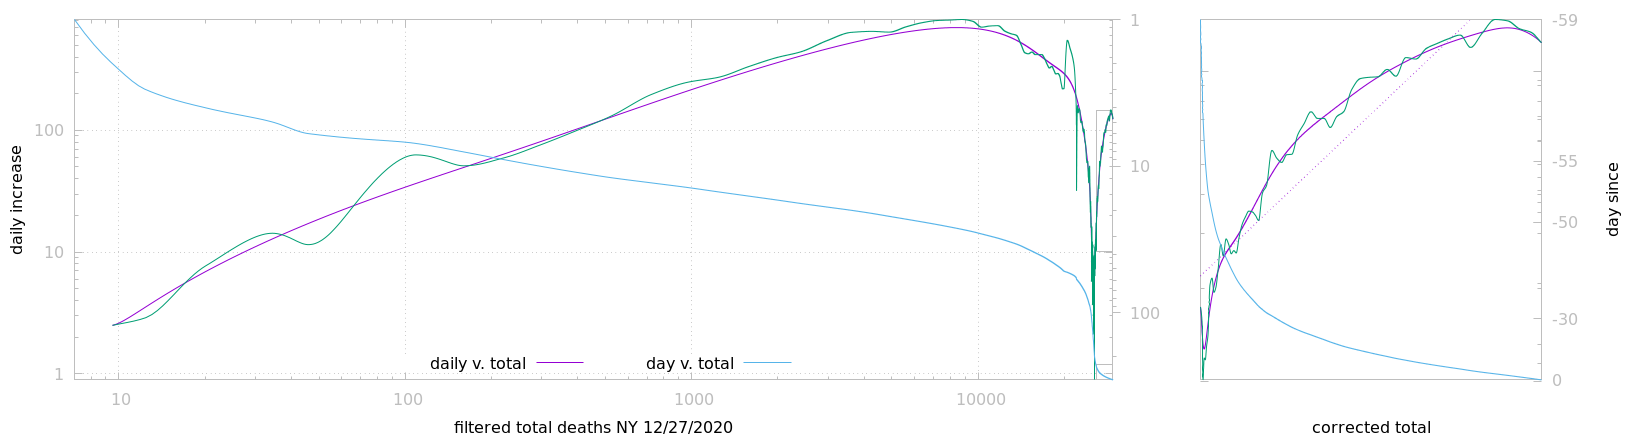 daily increase
100
10
1
10
100
1000
10000
filtered total deaths NY 12/27/2020
daily v. total
day v. total
1
10
100
-59
-55
-50
-30
0
day since
corrected total